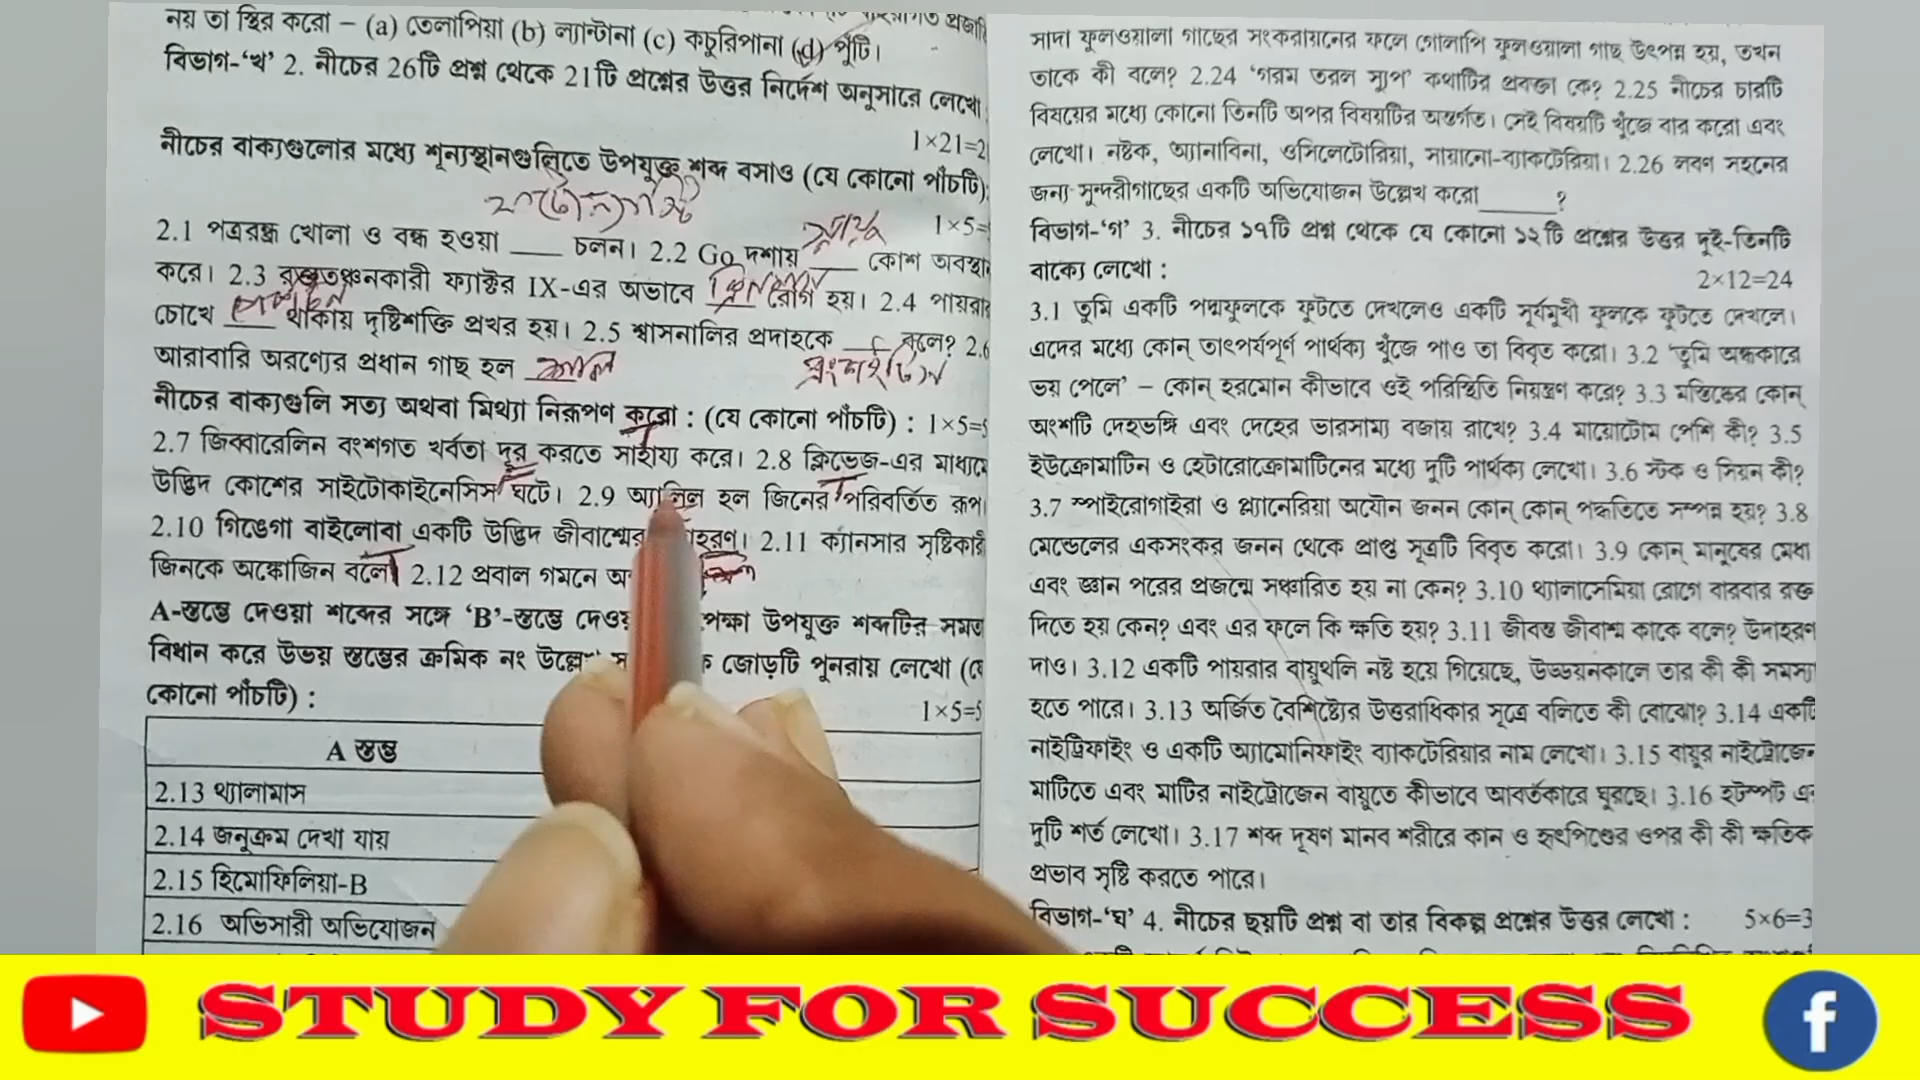 নয় তা স্থির করো – (a) তেলাপিয়া (b) ল্যান্টানা (c) কচুরিপানা (d) পুঁটি।
বিভাগ-‘খ’ 2. নীচের 26টি প্রশ্ন থেকে 21টি প্রশ্নের উত্তর নির্দেশ অনুসারে লেখো
1×21=2
নীচের বাক্যগুলোর মধ্যে শূন্যস্থানগুলিতে উপযুক্ত শব্দ বসাও (যে কোনো পাঁচটি)
1×5=
2.1 পত্ররন্ধ্র খোলা ও বন্ধ হওয়া ____ চলন। 2.2 Go দশায় ____ কোশ অবস্থান
করে। 2.3 রক্ততঞ্চনকারী ফ্যাক্টর IX-এর অভাবে ____ রোগ হয়। 2.4 পায়রার
চোখে ____ থাকায় দৃষ্টিশক্তি প্রখর হয়। 2.5 শ্বাসনালির প্রদাহকে ____ বলে? 2.6
আরাবারি অরণ্যের প্রধান গাছ হল শাল
নীচের বাক্যগুলি সত্য অথবা মিথ্যা নিরূপণ করো : (যে কোনো পাঁচটি) : 1×5=5
2.7 জিব্বারেলিন বংশগত খর্বতা দূর করতে সাহায্য করে। 2.8 ক্লিভেজ-এর মাধ্যমে
উদ্ভিদ কোশের সাইটোকাইনেসিস ঘটে। 2.9 অ্যালিল হল জিনের পরিবর্তিত রূপ।
2.10 গিঙেগা বাইলোবা একটি উদ্ভিদ জীবাশ্মের হরণ। 2.11 ক্যানসার সৃষ্টিকারী
জিনকে অঙ্কোজিন বলে। 2.12 প্রবাল গমনে অ
A-স্তম্ভে দেওয়া শব্দের সঙ্গে ‘B’-স্তম্ভে দেও পেক্ষা উপযুক্ত শব্দটির সমতা
বিধান করে উভয় স্তম্ভের ক্রমিক নং উল্লেখ জোড়টি পুনরায় লেখো (যে
কোনো পাঁচটি) :
1×5=5
A স্তম্ভ
2.13 থ্যালামাস
2.14 জনুক্রম দেখা যায়
2.15 হিমোফিলিয়া-B
2.16 অভিসারী অভিযোজন
সাদা ফুলওয়ালা গাছের সংকরায়নের ফলে গোলাপি ফুলওয়ালা গাছ উৎপন্ন হয়, তখন
তাকে কী বলে? 2.24 ‘গরম তরল স্যুপ’ কথাটির প্রবক্তা কে? 2.25 নীচের চারটি
বিষয়ের মধ্যে কোনো তিনটি অপর বিষয়টির অন্তর্গত। সেই বিষয়টি খুঁজে বার করো এবং
লেখো। নষ্টক, অ্যানাবিনা, ওসিলেটোরিয়া, সায়ানো-ব্যাকটেরিয়া। 2.26 লবণ সহনের
জন্য সুন্দরীগাছের একটি অভিযোজন উল্লেখ করো______?
বিভাগ-‘গ’ 3. নীচের ১৭টি প্রশ্ন থেকে যে কোনো ১২টি প্রশ্নের উত্তর দুই-তিনটি
বাক্যে লেখো :
2×12=24
3.1 তুমি একটি পদ্মফুলকে ফুটতে দেখলেও একটি সূর্যমুখী ফুলকে ফুটতে দেখলে।
এদের মধ্যে কোন্ তাৎপর্যপূর্ণ পার্থক্য খুঁজে পাও তা বিবৃত করো। 3.2 ‘তুমি অন্ধকারে
ভয় পেলে’ – কোন্ হরমোন কীভাবে ওই পরিস্থিতি নিয়ন্ত্রণ করে? 3.3 মস্তিষ্কের কোন্
অংশটি দেহভঙ্গি এবং দেহের ভারসাম্য বজায় রাখে? 3.4 মায়োটোম পেশি কী? 3.5
ইউক্রোমাটিন ও হেটারোক্রোমাটিনের মধ্যে দুটি পার্থক্য লেখো। 3.6 স্টক ও সিয়ন কী?
3.7 স্পাইরোগাইরা ও প্ল্যানেরিয়া অযৌন জনন কোন্ কোন্ পদ্ধতিতে সম্পন্ন হয়? 3.8
মেন্ডেলের একসংকর জনন থেকে প্রাপ্ত সূত্রটি বিবৃত করো। 3.9 কোন্ মানুষের মেধা
এবং জ্ঞান পরের প্রজন্মে সঞ্চারিত হয় না কেন? 3.10 থ্যালাসেমিয়া রোগে বারবার রক্ত
দিতে হয় কেন? এবং এর ফলে কি ক্ষতি হয়? 3.11 জীবন্ত জীবাশ্ম কাকে বলে? উদাহরণ
দাও। 3.12 একটি পায়রার বায়ুথলি নষ্ট হয়ে গিয়েছে, উড্ডয়নকালে তার কী কী সমস্যা
হতে পারে। 3.13 অর্জিত বৈশিষ্ট্যের উত্তরাধিকার সূত্রে বলিতে কী বোঝো? 3.14 একটি
নাইট্রিফাইং ও একটি অ্যামোনিফাইং ব্যাকটেরিয়ার নাম লেখো। 3.15 বায়ুর নাইট্রোজেন
মাটিতে এবং মাটির নাইট্রোজেন বায়ুতে কীভাবে আবর্তকারে ঘুরছে। 3.16 হটস্পট এর
দুটি শর্ত লেখো। 3.17 শব্দ দূষণ মানব শরীরে কান ও হৃৎপিণ্ডের ওপর কী কী ক্ষতিক
প্রভাব সৃষ্টি করতে পারে।
বিভাগ-‘ঘ’ 4. নীচের ছয়টি প্রশ্ন বা তার বিকল্প প্রশ্নের উত্তর লেখো : 5×6=3
STUDY FOR SUCCESS